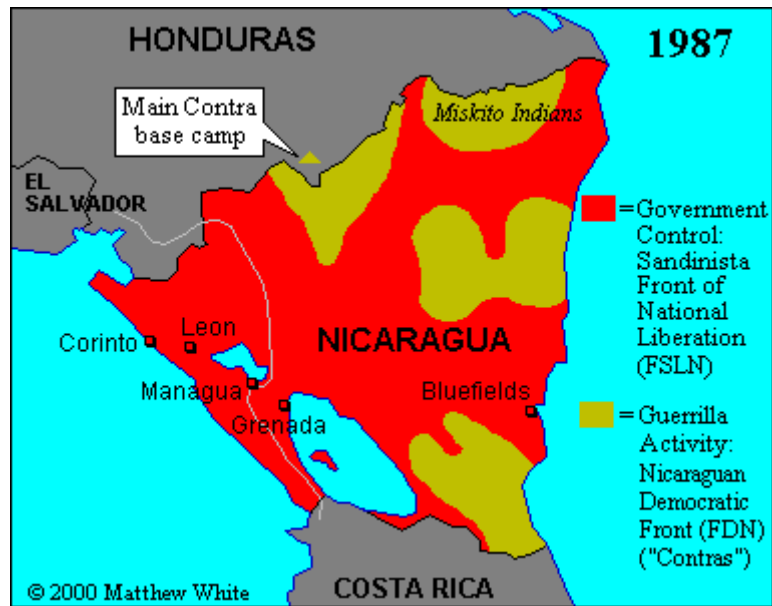 HONDURAS
1987
Main Contra
base camp
Miskito Indians
EL
SALVADOR
=Government
Control:
Sandinista
Front of
National
Liberation
(FSLN)
NICARAGUA
Corinto
Leon
Managua
Grenada
Bluefields
=Guerrilla
Activity:
Nicaraguan
Democratic
Front (FDN)
("Contras")
© 2000 Matthew White
COSTA RICA